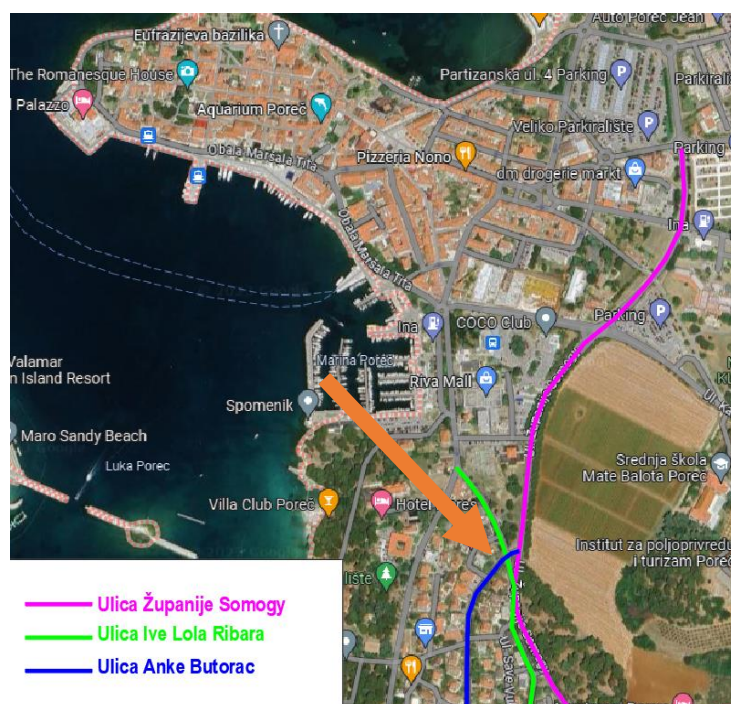 Auto Poreč Jean
Eufrazijeva bazilika
The Romanesque House
Partizanska ul. 4 Parking
Palazzo
Aquarium Poreč
Veliko Parkiralište
Obala Maršala Tita
Pizzeria Nono
Parking
dm drogerie markt
Ina
Obala Maršala Tita
Ina
COCO Club
Parking
Valamar
n Island Resort
Marina Poreč
Riva Mall
Spomenik
Maro Sandy Beach
Luka Porec
Srednja škola
Mate Balota Poreč
Villa Club Poreč
Hotel Pores
Institut za poljoprivredu
i turizam Poreč
lište
Ulica Županije Somogy
Ulica Ive Lola Ribara
Ulica Anke Butorac